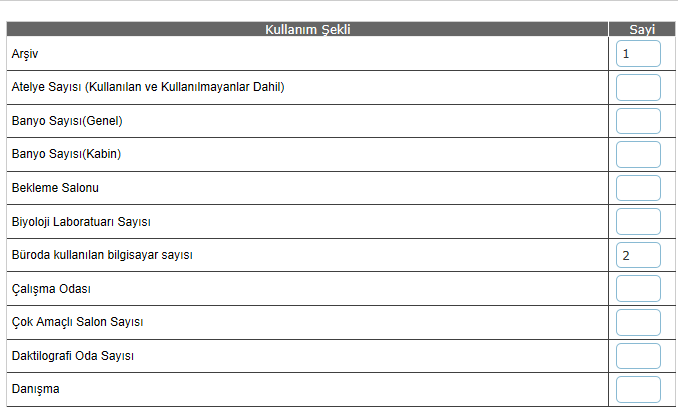 Kullanım Şekli Sayi
Arşiv 1
Atelye Sayısı (Kullanılan ve Kullanılmayanlar Dahil)
Banyo Sayısı(Genel)
Banyo Sayısı(Kabin)
Bekleme Salonu
Biyoloji Laboratuarı Sayısı
Büroda kullanılan bilgisayar sayısı 2
Çalışma Odası
Çok Amaçlı Salon Sayısı
Daktilografi Oda Sayısı
Danışma